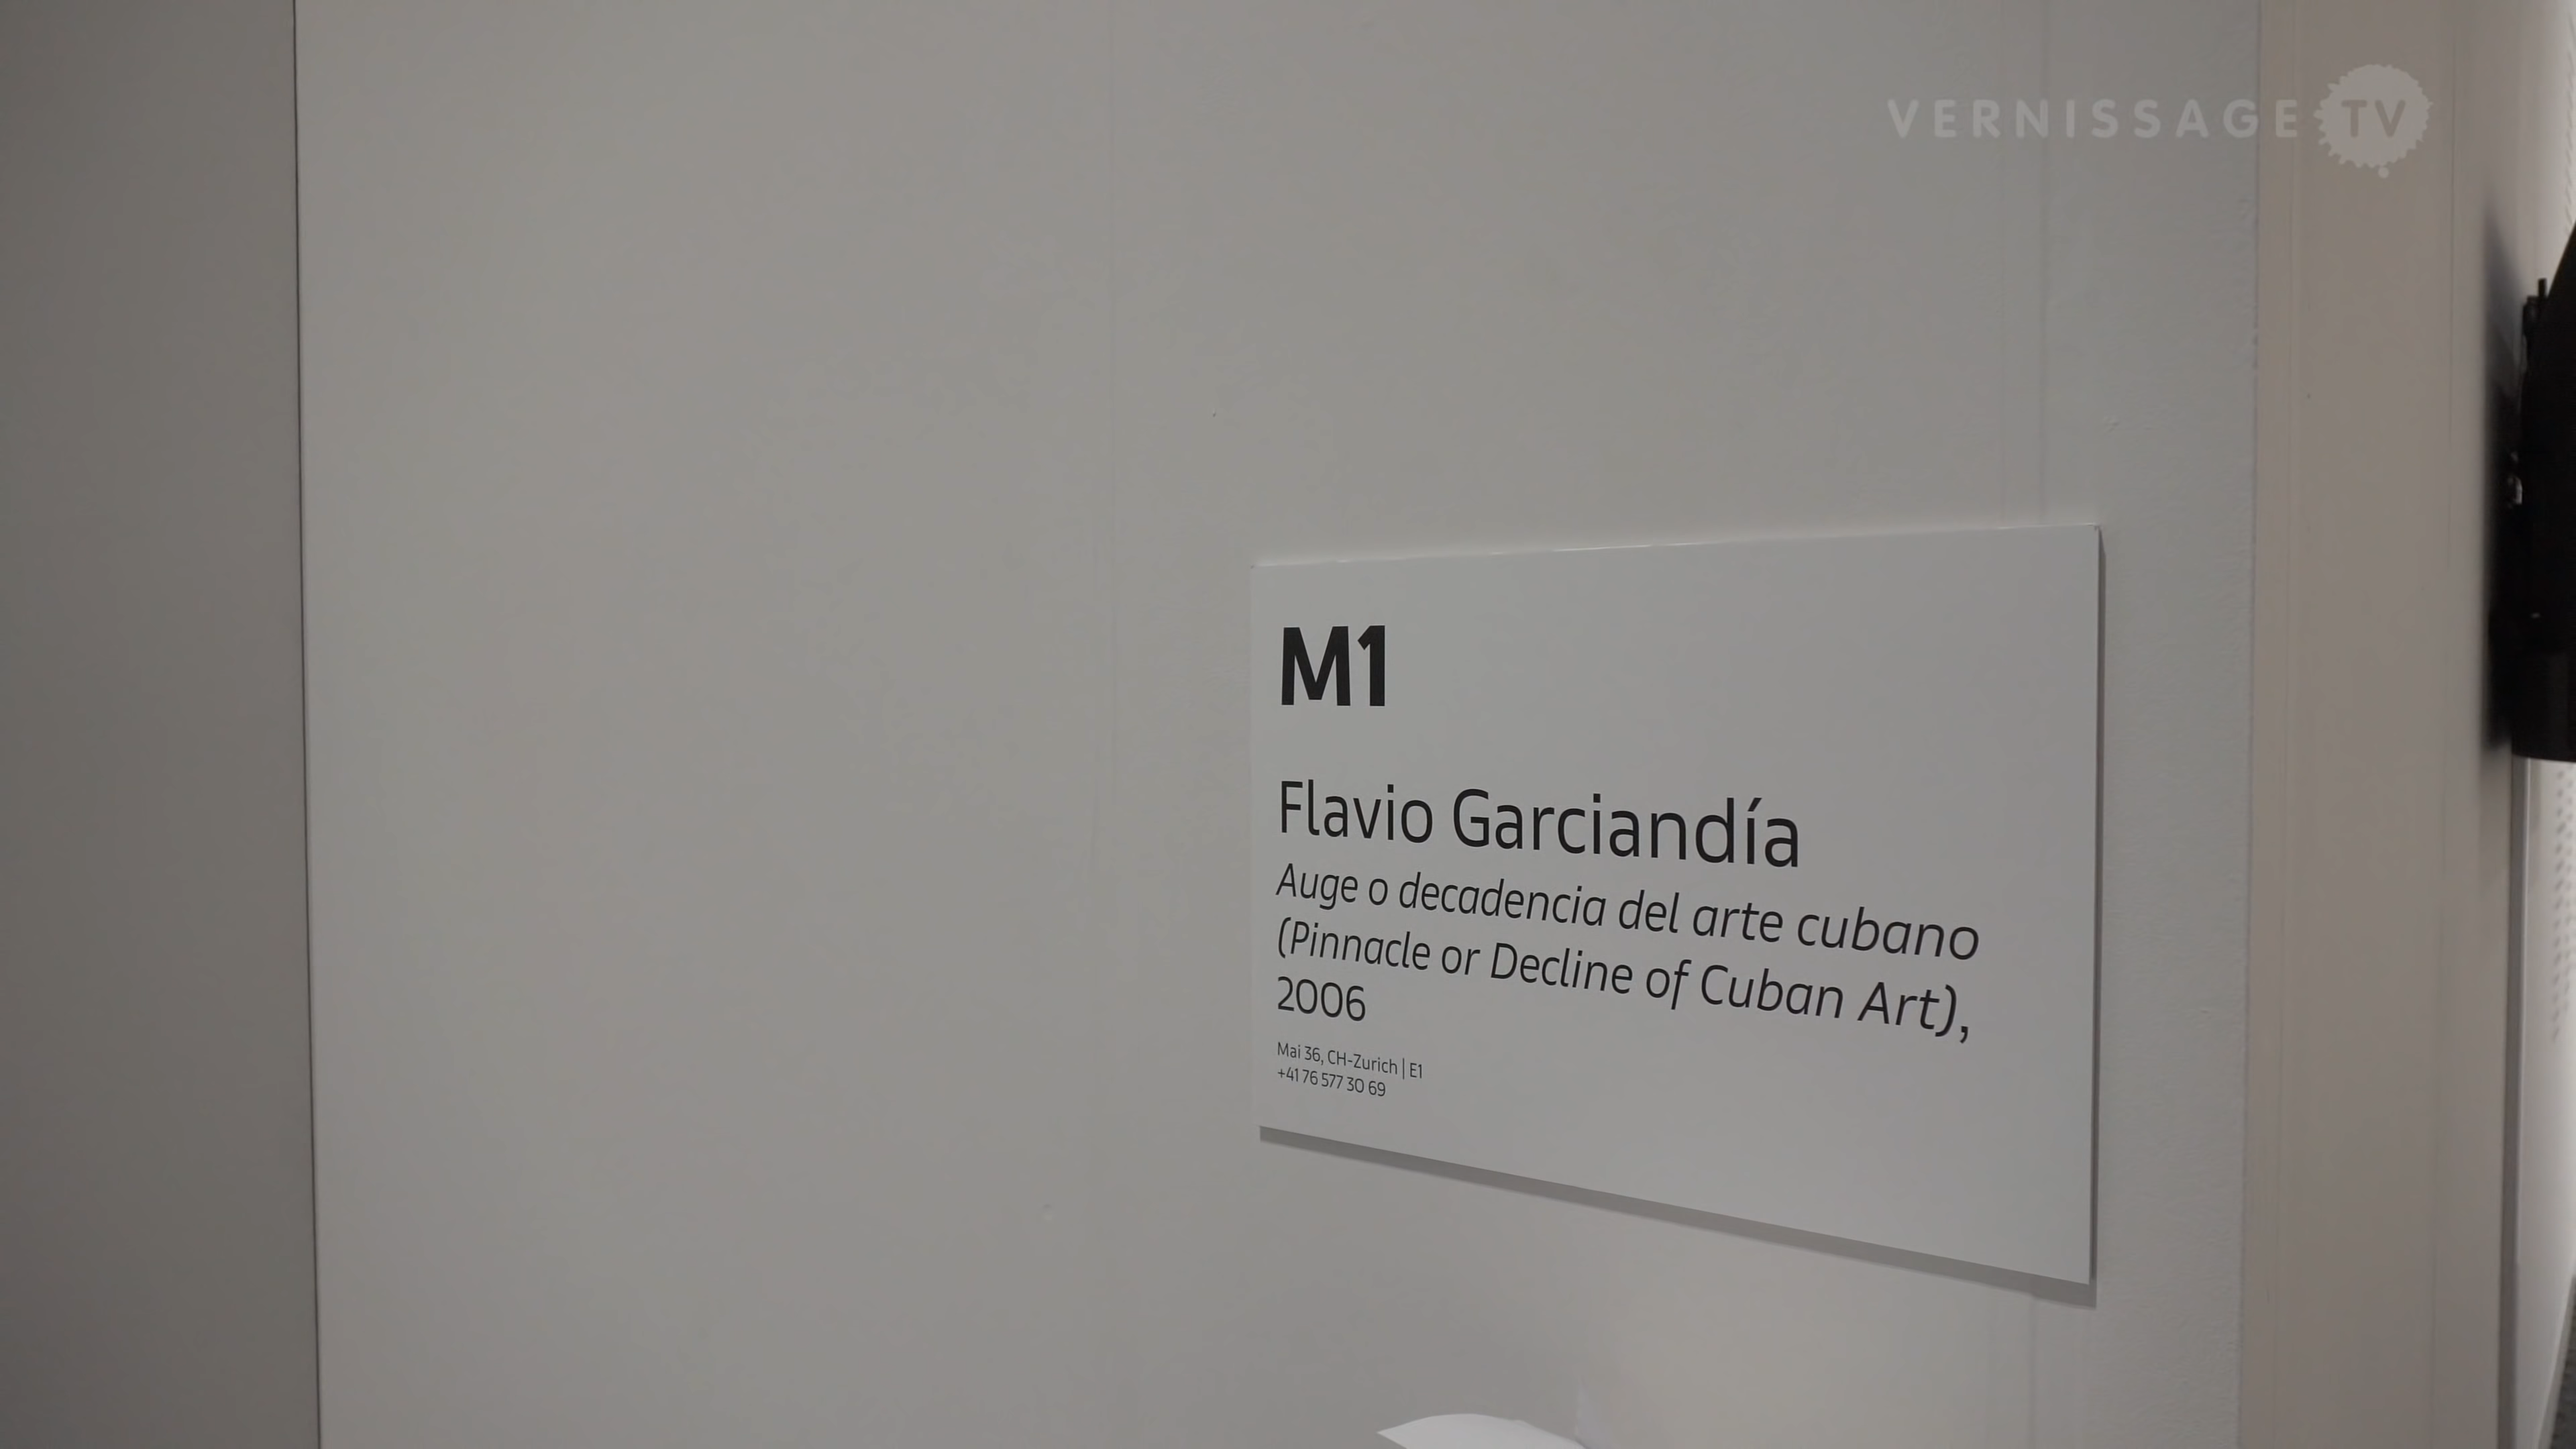 VERNISSAGE TV
M1
Flavio Garciandía
Auge o decadencia del arte cubano
(Pinnacle or Decline of Cuban Art),
2006
Mai 36, CH-Zurich | E1
+41 76 577 30 69